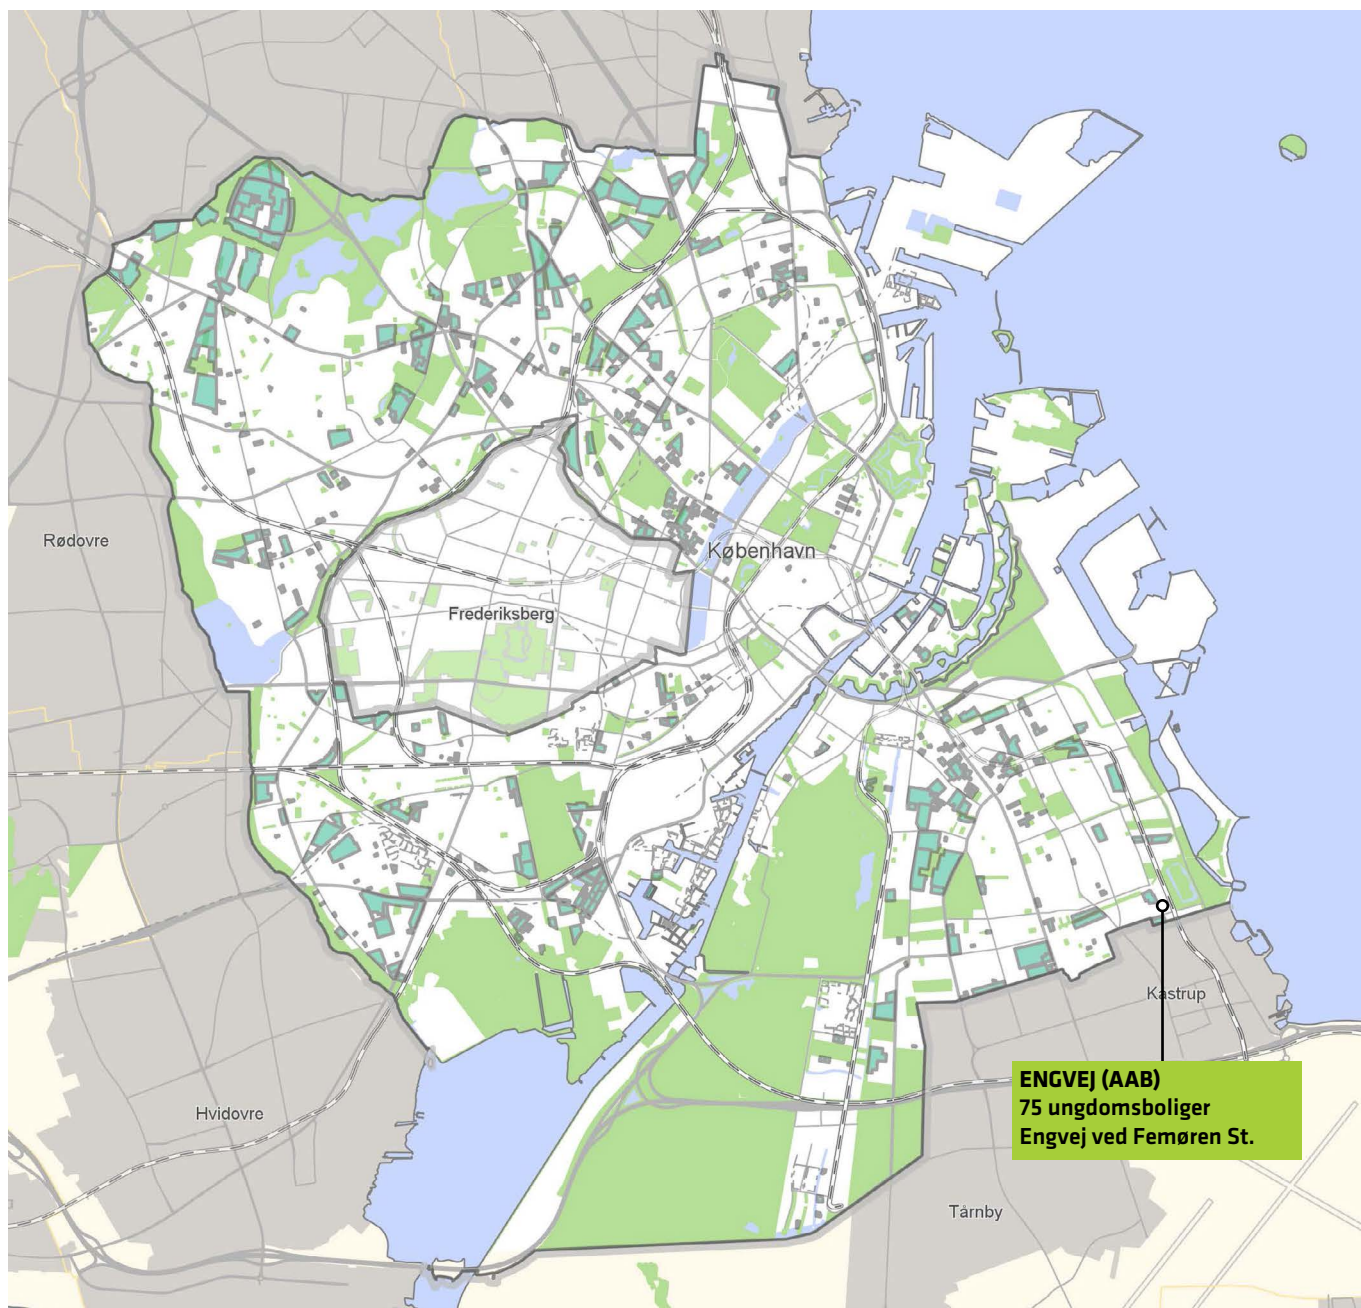 Rødovre
København
Frederiksberg
Kastrup
ENGVEJ (AAB)
75 ungdomsboliger
Engvej ved Femøren St.
Hvidovre
Tårnby